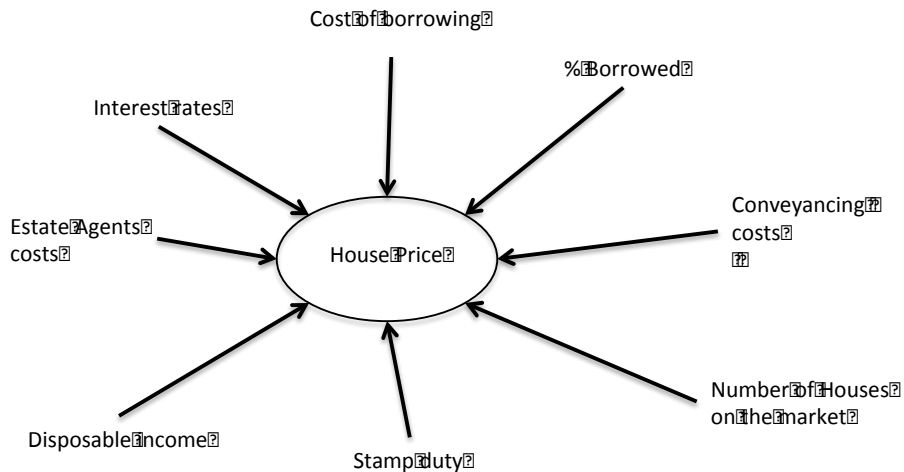 Cost of borrowing
% Borrowed
Interest rates
Estate Agents
costs
House Price
Conveyancing
costs
Disposable income
Stamp duty
Number of Houses
on the market